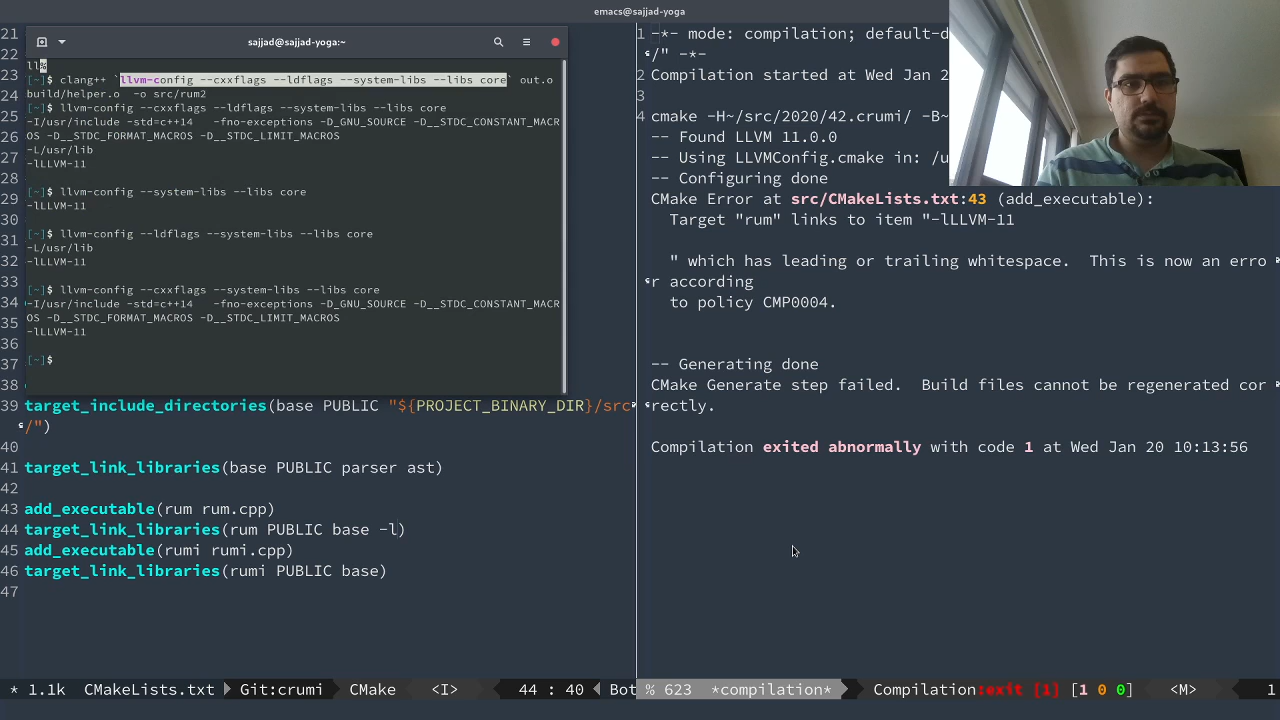 emacs@sajjad-yoga
sajjad@sajjad-yoga:~
ll
[~]$ clang++ `llvm-config --cxxflags --ldflags --system-libs --libs core` out.o
build/helper.o  -o src/rum2
[~]$ llvm-config --cxxflags --ldflags --system-libs --libs core
-I/usr/include -std=c++14   -fno-exceptions -D_GNU_SOURCE -D__STDC_CONSTANT_MACR
OS -D__STDC_FORMAT_MACROS -D__STDC_LIMIT_MACROS
-L/usr/lib
-lLLVM-11
[~]$ llvm-config --system-libs --libs core
-lLLVM-11
[~]$ llvm-config --ldflags --system-libs --libs core
-L/usr/lib
-lLLVM-11
[~]$ llvm-config --cxxflags --system-libs --libs core
-I/usr/include -std=c++14   -fno-exceptions -D_GNU_SOURCE -D__STDC_CONSTANT_MACR
OS -D__STDC_FORMAT_MACROS -D__STDC_LIMIT_MACROS
-lLLVM-11
[~]$
21
22
23
24
25
26
27
28
29
30
31
32
33
34
35
36
37
38
39 target_include_directories(base PUBLIC "${PROJECT_BINARY_DIR}/src
/")
40
41 target_link_libraries(base PUBLIC parser ast)
42
43 add_executable(rum rum.cpp)
44 target_link_libraries(rum PUBLIC base -l)
45 add_executable(rumi rumi.cpp)
46 target_link_libraries(rumi PUBLIC base)
47
* 1.1k CMakeLists.txt Git:crumi CMake <I> 44 : 40 Bot
1 -*- mode: compilation; default-d
/" -*-
2 Compilation started at Wed Jan 2
3
4 cmake -H~/src/2020/42.crumi/ -B~
-- Found LLVM 11.0.0
-- Using LLVMConfig.cmake in: /u
-- Configuring done
CMake Error at src/CMakeLists.txt:43 (add_executable):
Target "rum" links to item "-lLLVM-11
" which has leading or trailing whitespace.  This is now an erro
r according
to policy CMP0004.
-- Generating done
CMake Generate step failed.  Build files cannot be regenerated cor
rectly.
Compilation exited abnormally with code 1 at Wed Jan 20 10:13:56
% 623 *compilation* Compilation:exit [1] [1 0 0] <M> 1